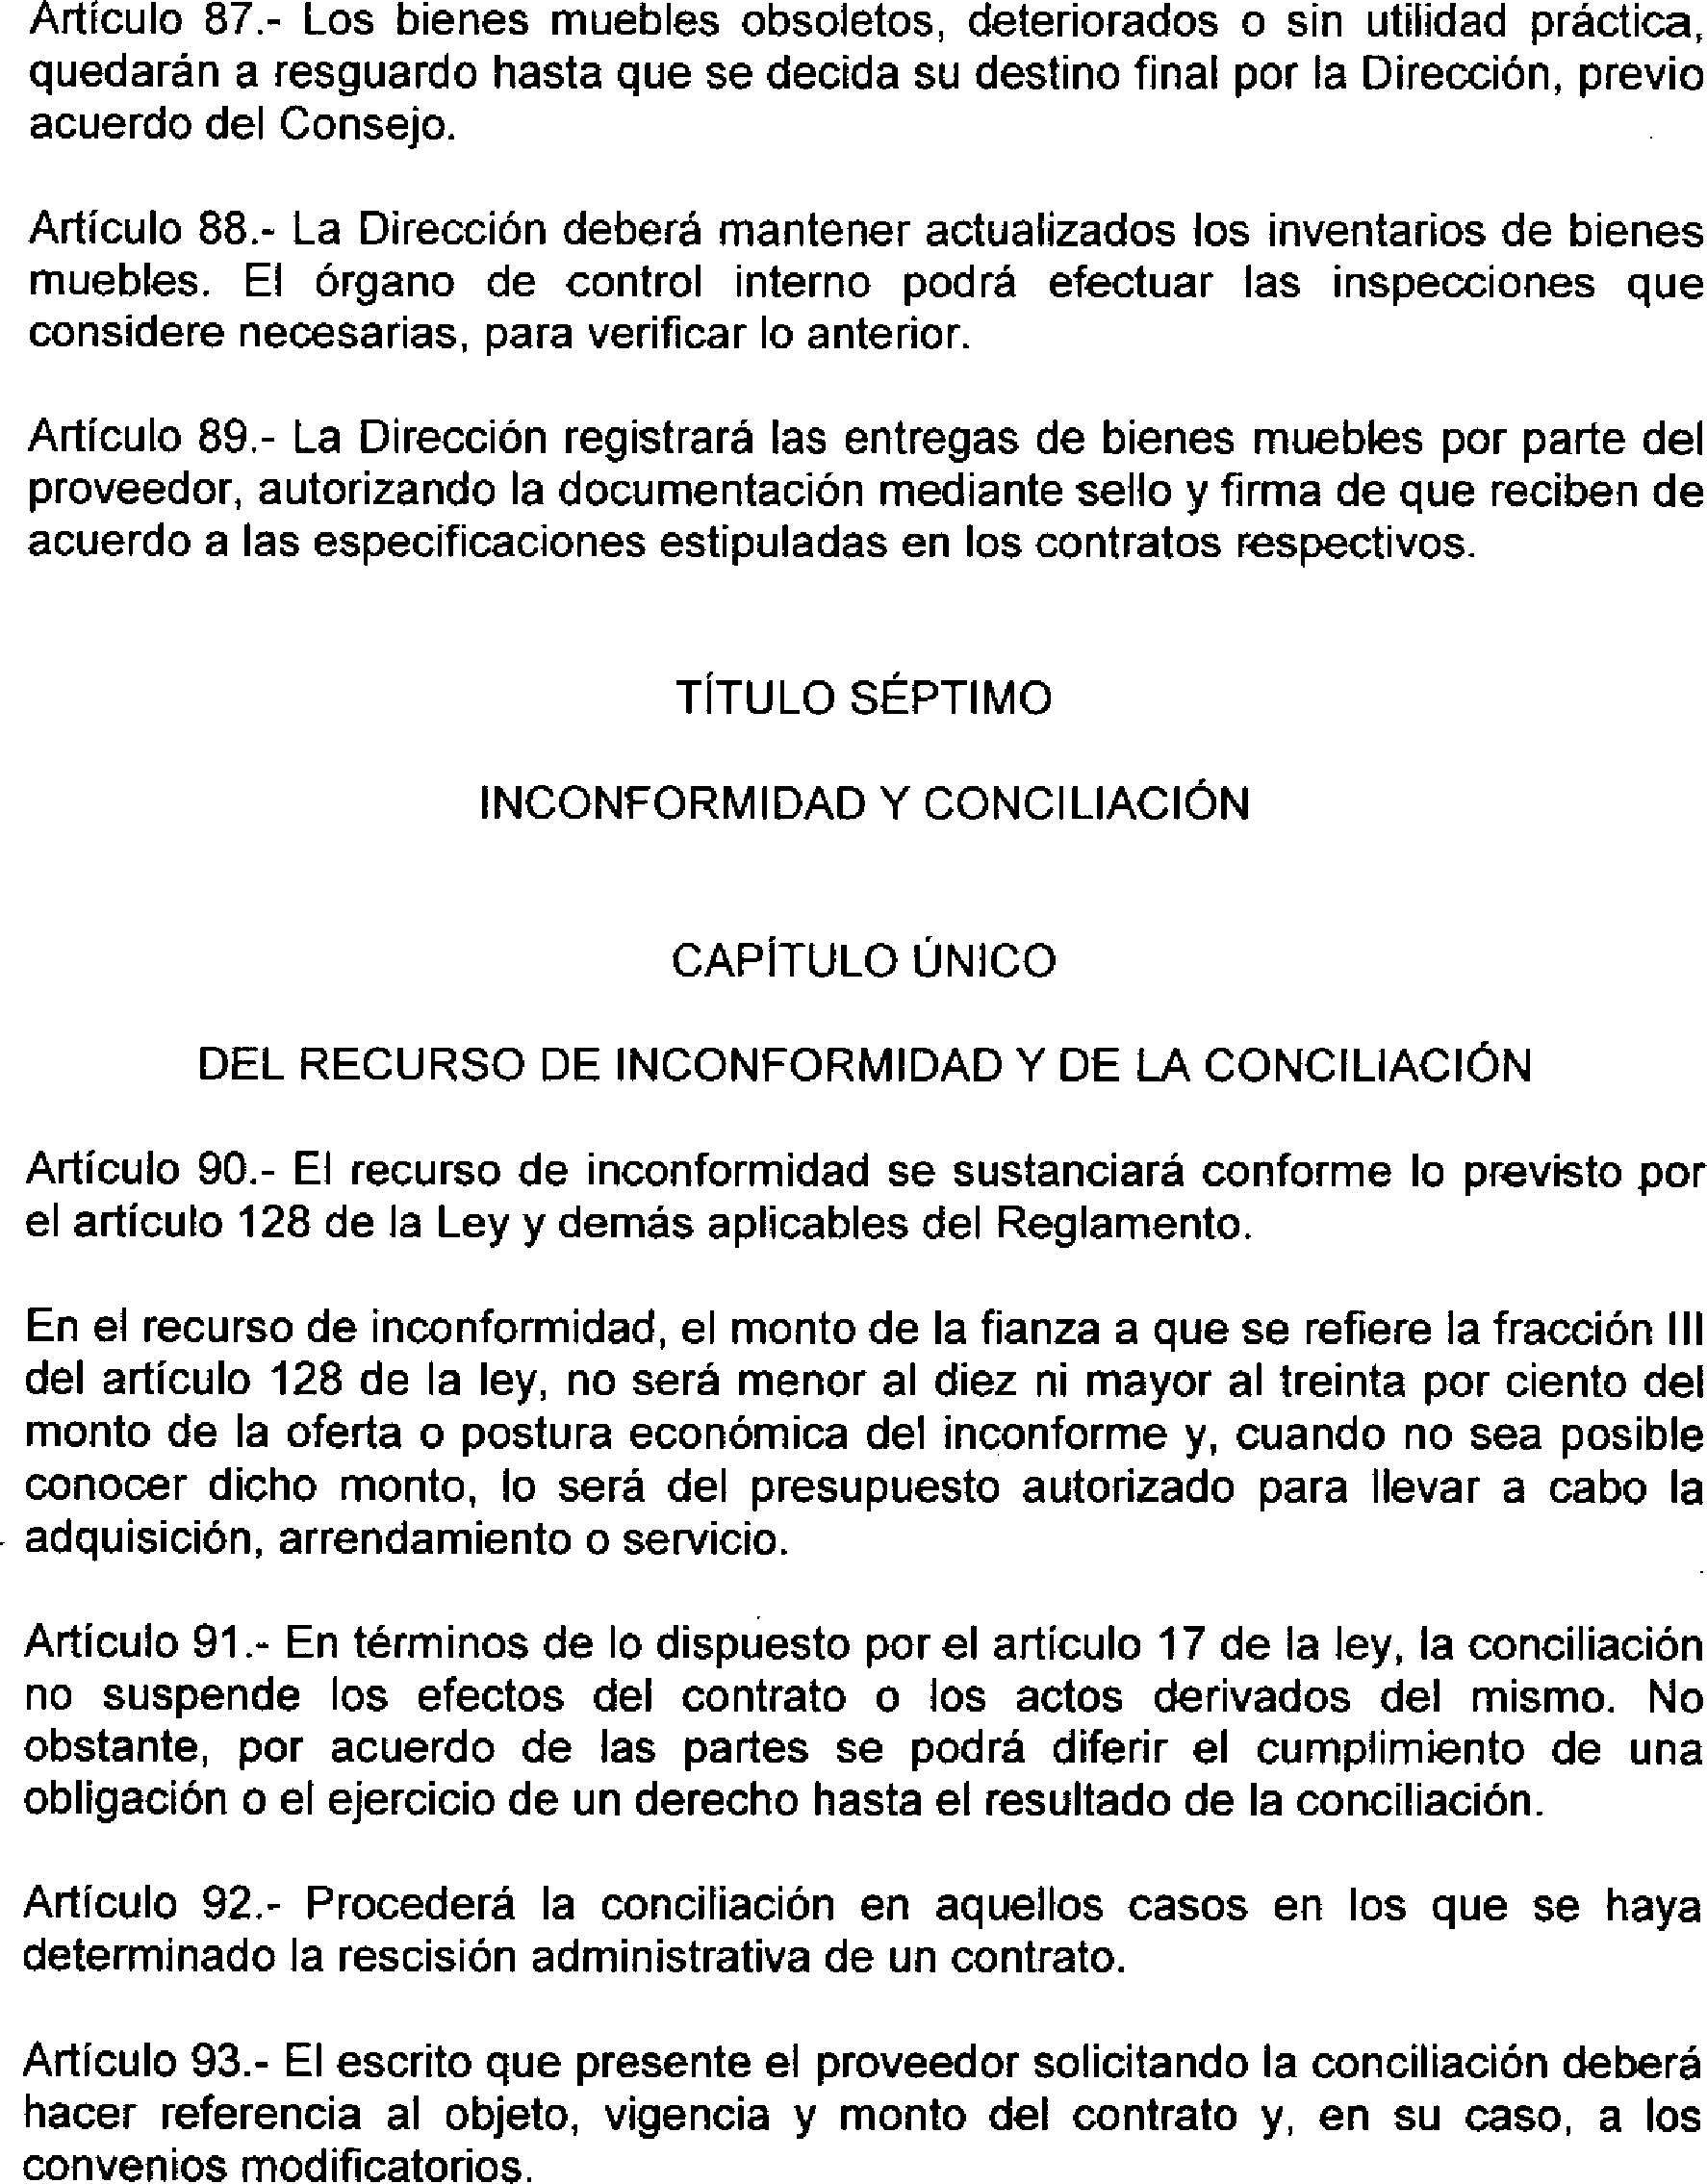 Artículo 87.- Los bienes muebles obsoletos, deteriorados o sin utilidad práctica,
quedarán a resguardo hasta que se decida su destino final por la Dirección, previo
acuerdo del Consejo.
Artículo 88.- La Dirección deberá mantener actualizados los inventarios de bienes
muebles. El órgano de control interno podrá efectuar las inspecciones que
considere necesarias, para verificar lo anterior.
Artículo 89.- La Dirección registrará las entregas de bienes muebles por parte del
proveedor, autorizando la documentación mediante sello y firma de que reciben de
acuerdo a las especificaciones estipuladas en los contratos respectivos.
TÍTULO SÉPTIMO
INCONFORMIDAD Y CONCILIACIÓN
CAPÍTULO ÚNICO
DEL RECURSO DE INCONFORMIDAD Y DE LA CONCILIACIÓN
Artículo 90.- El recurso de inconformidad se sustanciará conforme lo previsto por
el artículo 128 de la Ley y demás aplicables del Reglamento.
En el recurso de inconformidad, el monto de la fianza a que se refiere la fracción III
del artículo 128 de la ley, no será menor al diez ni mayor al treinta por ciento del
monto de la oferta o postura económica del inconforme y, cuando no sea posible
conocer dicho monto, lo será del presupuesto autorizado para llevar a cabo la
adquisición, arrendamiento o servicio.
Artículo 91.- En términos de lo dispuesto por el artículo 17 de la ley, la conciliación
no suspende los efectos del contrato o los actos derivados del mismo. No
obstante, por acuerdo de las partes se podrá diferir el cumplimiento de una
obligación o el ejercicio de un derecho hasta el resultado de la conciliación.
Artículo 92.- Procederá la conciliación en aquellos casos en los que se haya
determinado la rescisión administrativa de un contrato.
Artículo 93.- El escrito que presente el proveedor solicitando la conciliación deberá
hacer referencia al objeto, vigencia y monto del contrato y, en su caso, a los
convenios modificatorios.